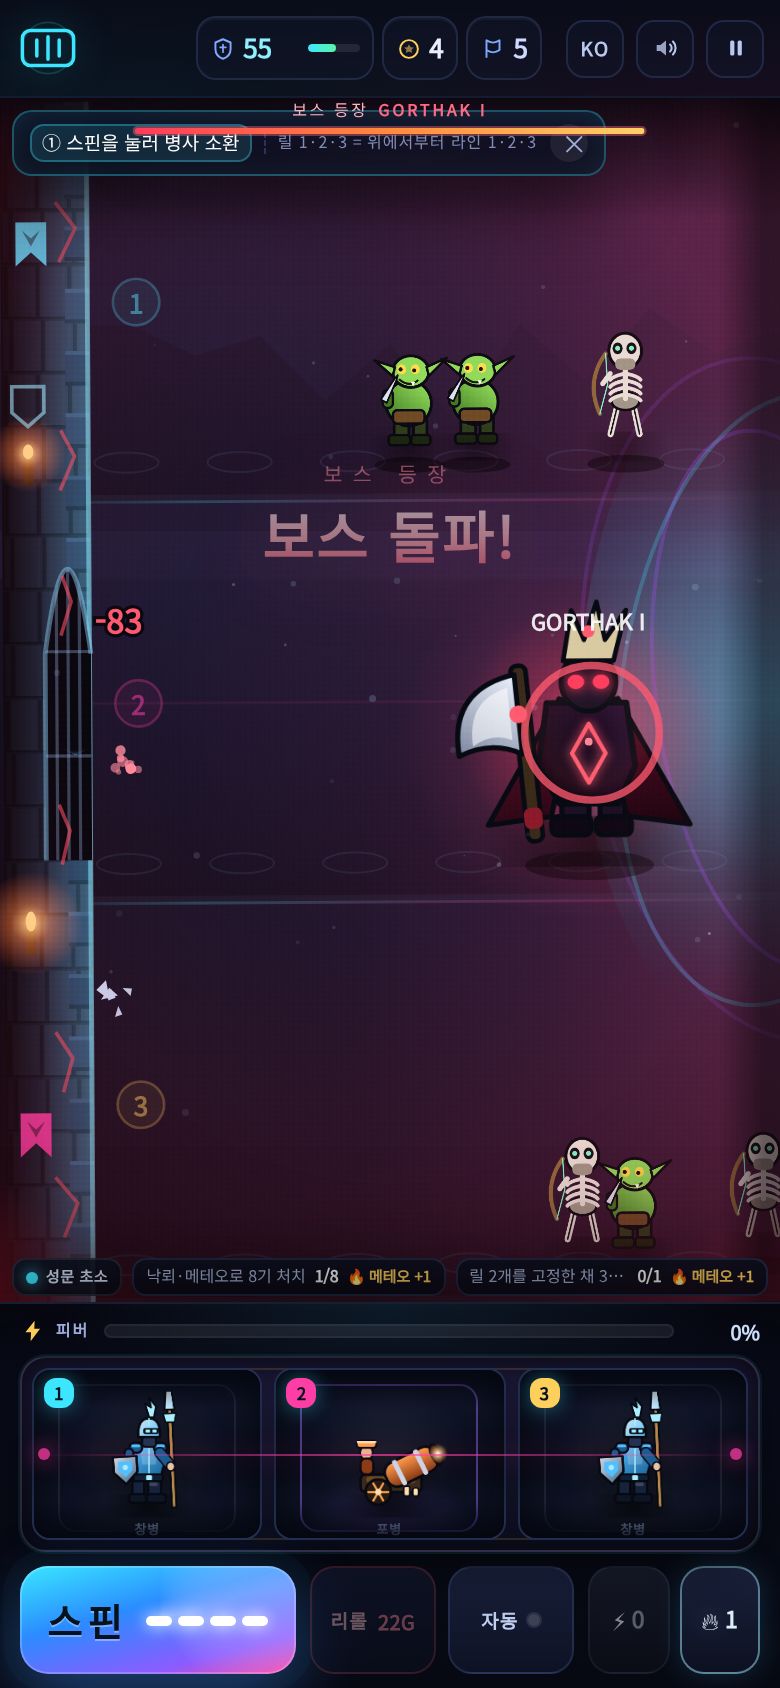 55
4
5
KO
보스 등장 GORTHAK I
① 스핀을 눌러 병사 소환
릴 1·2·3 = 위에서부터 라인 1·2·3
1
보스 등장
보스 돌파!
-83
GORTHAK I
2
3
성문 초소
낙뢰·메테오로 8기 처치 1/8 메테오 +1
릴 2개를 고정한 채 3… 0/1 메테오 +1
피버
0%
1
2
3
창병
포병
창병
스핀
리롤 22G
자동
0
1